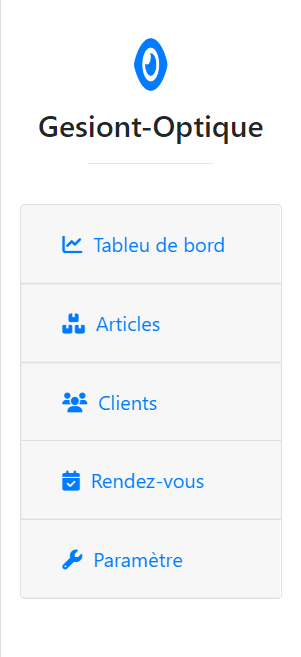 Gesiont-Optique
Tableu de bord
Articles
Clients
Rendez-vous
Paramètre